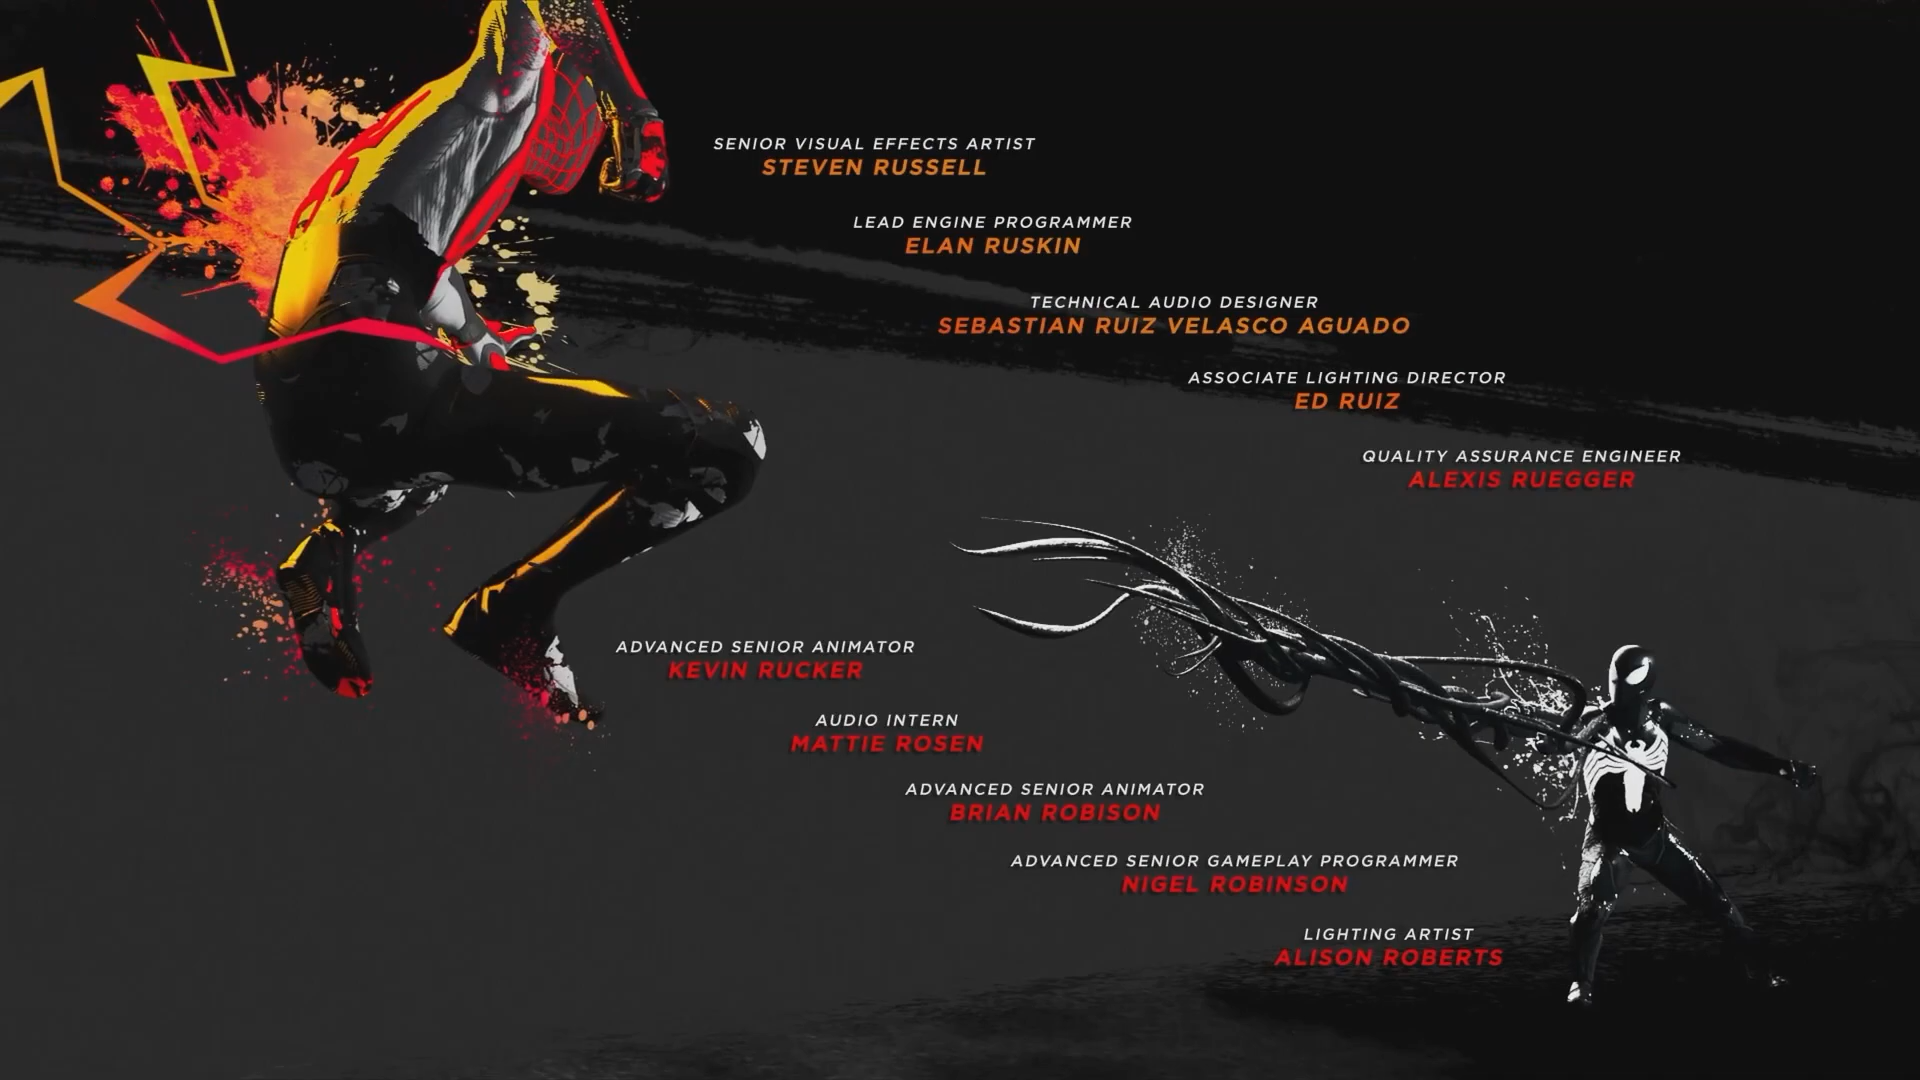 SENIOR VISUAL EFFECTS ARTIST
STEVEN RUSSELL
LEAD ENGINE PROGRAMMER
ELAN RUSKIN
TECHNICAL AUDIO DESIGNER
SEBASTIAN RUIZ VELASCO AGUADO
ASSOCIATE LIGHTING DIRECTOR
ED RUIZ
QUALITY ASSURANCE ENGINEER
ALEXIS RUEGGER
ADVANCED SENIOR ANIMATOR
KEVIN RUCKER
AUDIO INTERN
MATTIE ROSEN
ADVANCED SENIOR ANIMATOR
BRIAN ROBISON
ADVANCED SENIOR GAMEPLAY PROGRAMMER
NIGEL ROBINSON
LIGHTING ARTIST
ALISON ROBERTS